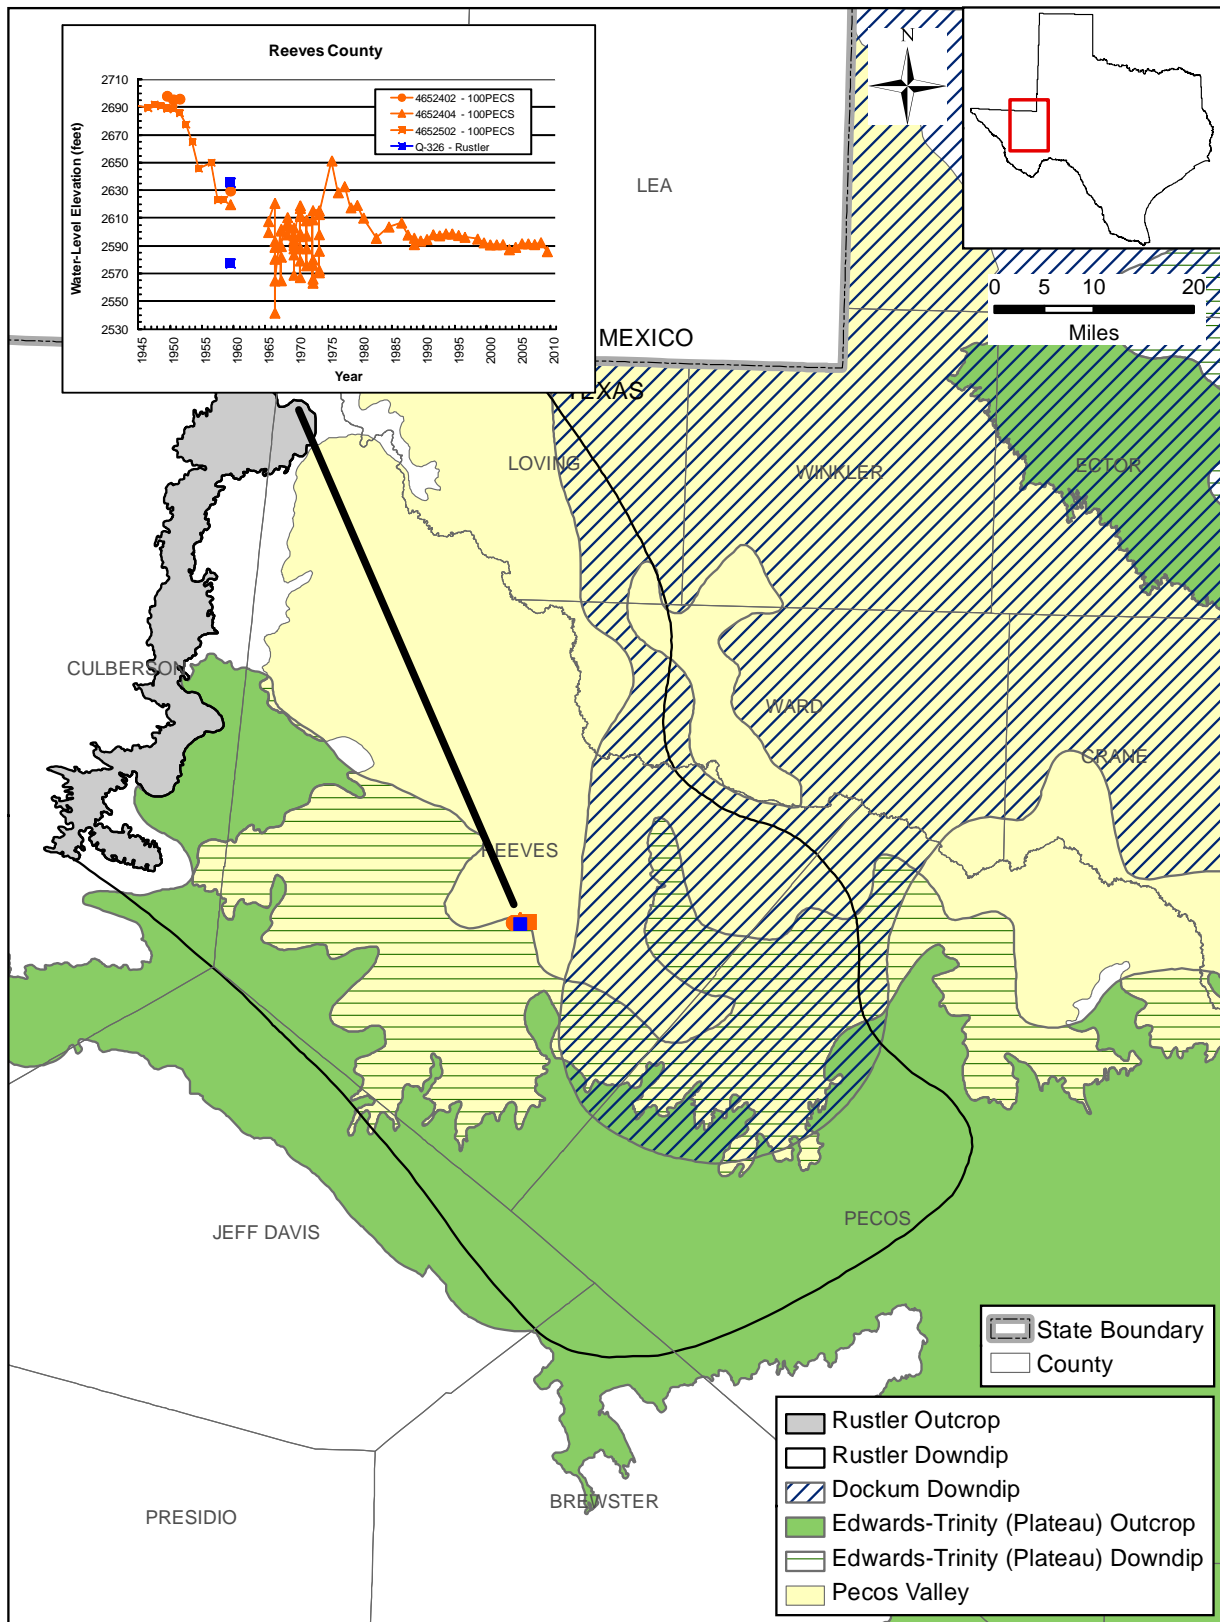 Reeves County
Water-Level Elevation (feet)
2710
2690
2670
2650
2630
2610
2590
2570
2550
2530
4652402 - 100PECS
4652404 - 100PECS
4652502 - 100PECS
Q-326 - Rustler
1945
1950
1955
1960
1965
1970
1975
1980
1985
1990
1995
2000
2005
2010
Year
N
LEA
0 5 10 20
Miles
MEXICO
TEXAS
LOVING
WINKLER
ECTOR
CULBERSON
WARD
CRANE
REEVES
JEFF DAVIS
PECOS
PRESIDIO
BREWSTER
State Boundary
County
Rustler Outcrop
Rustler Downdip
Dockum Downdip
Edwards-Trinity (Plateau) Outcrop
Edwards-Trinity (Plateau) Downdip
Pecos Valley